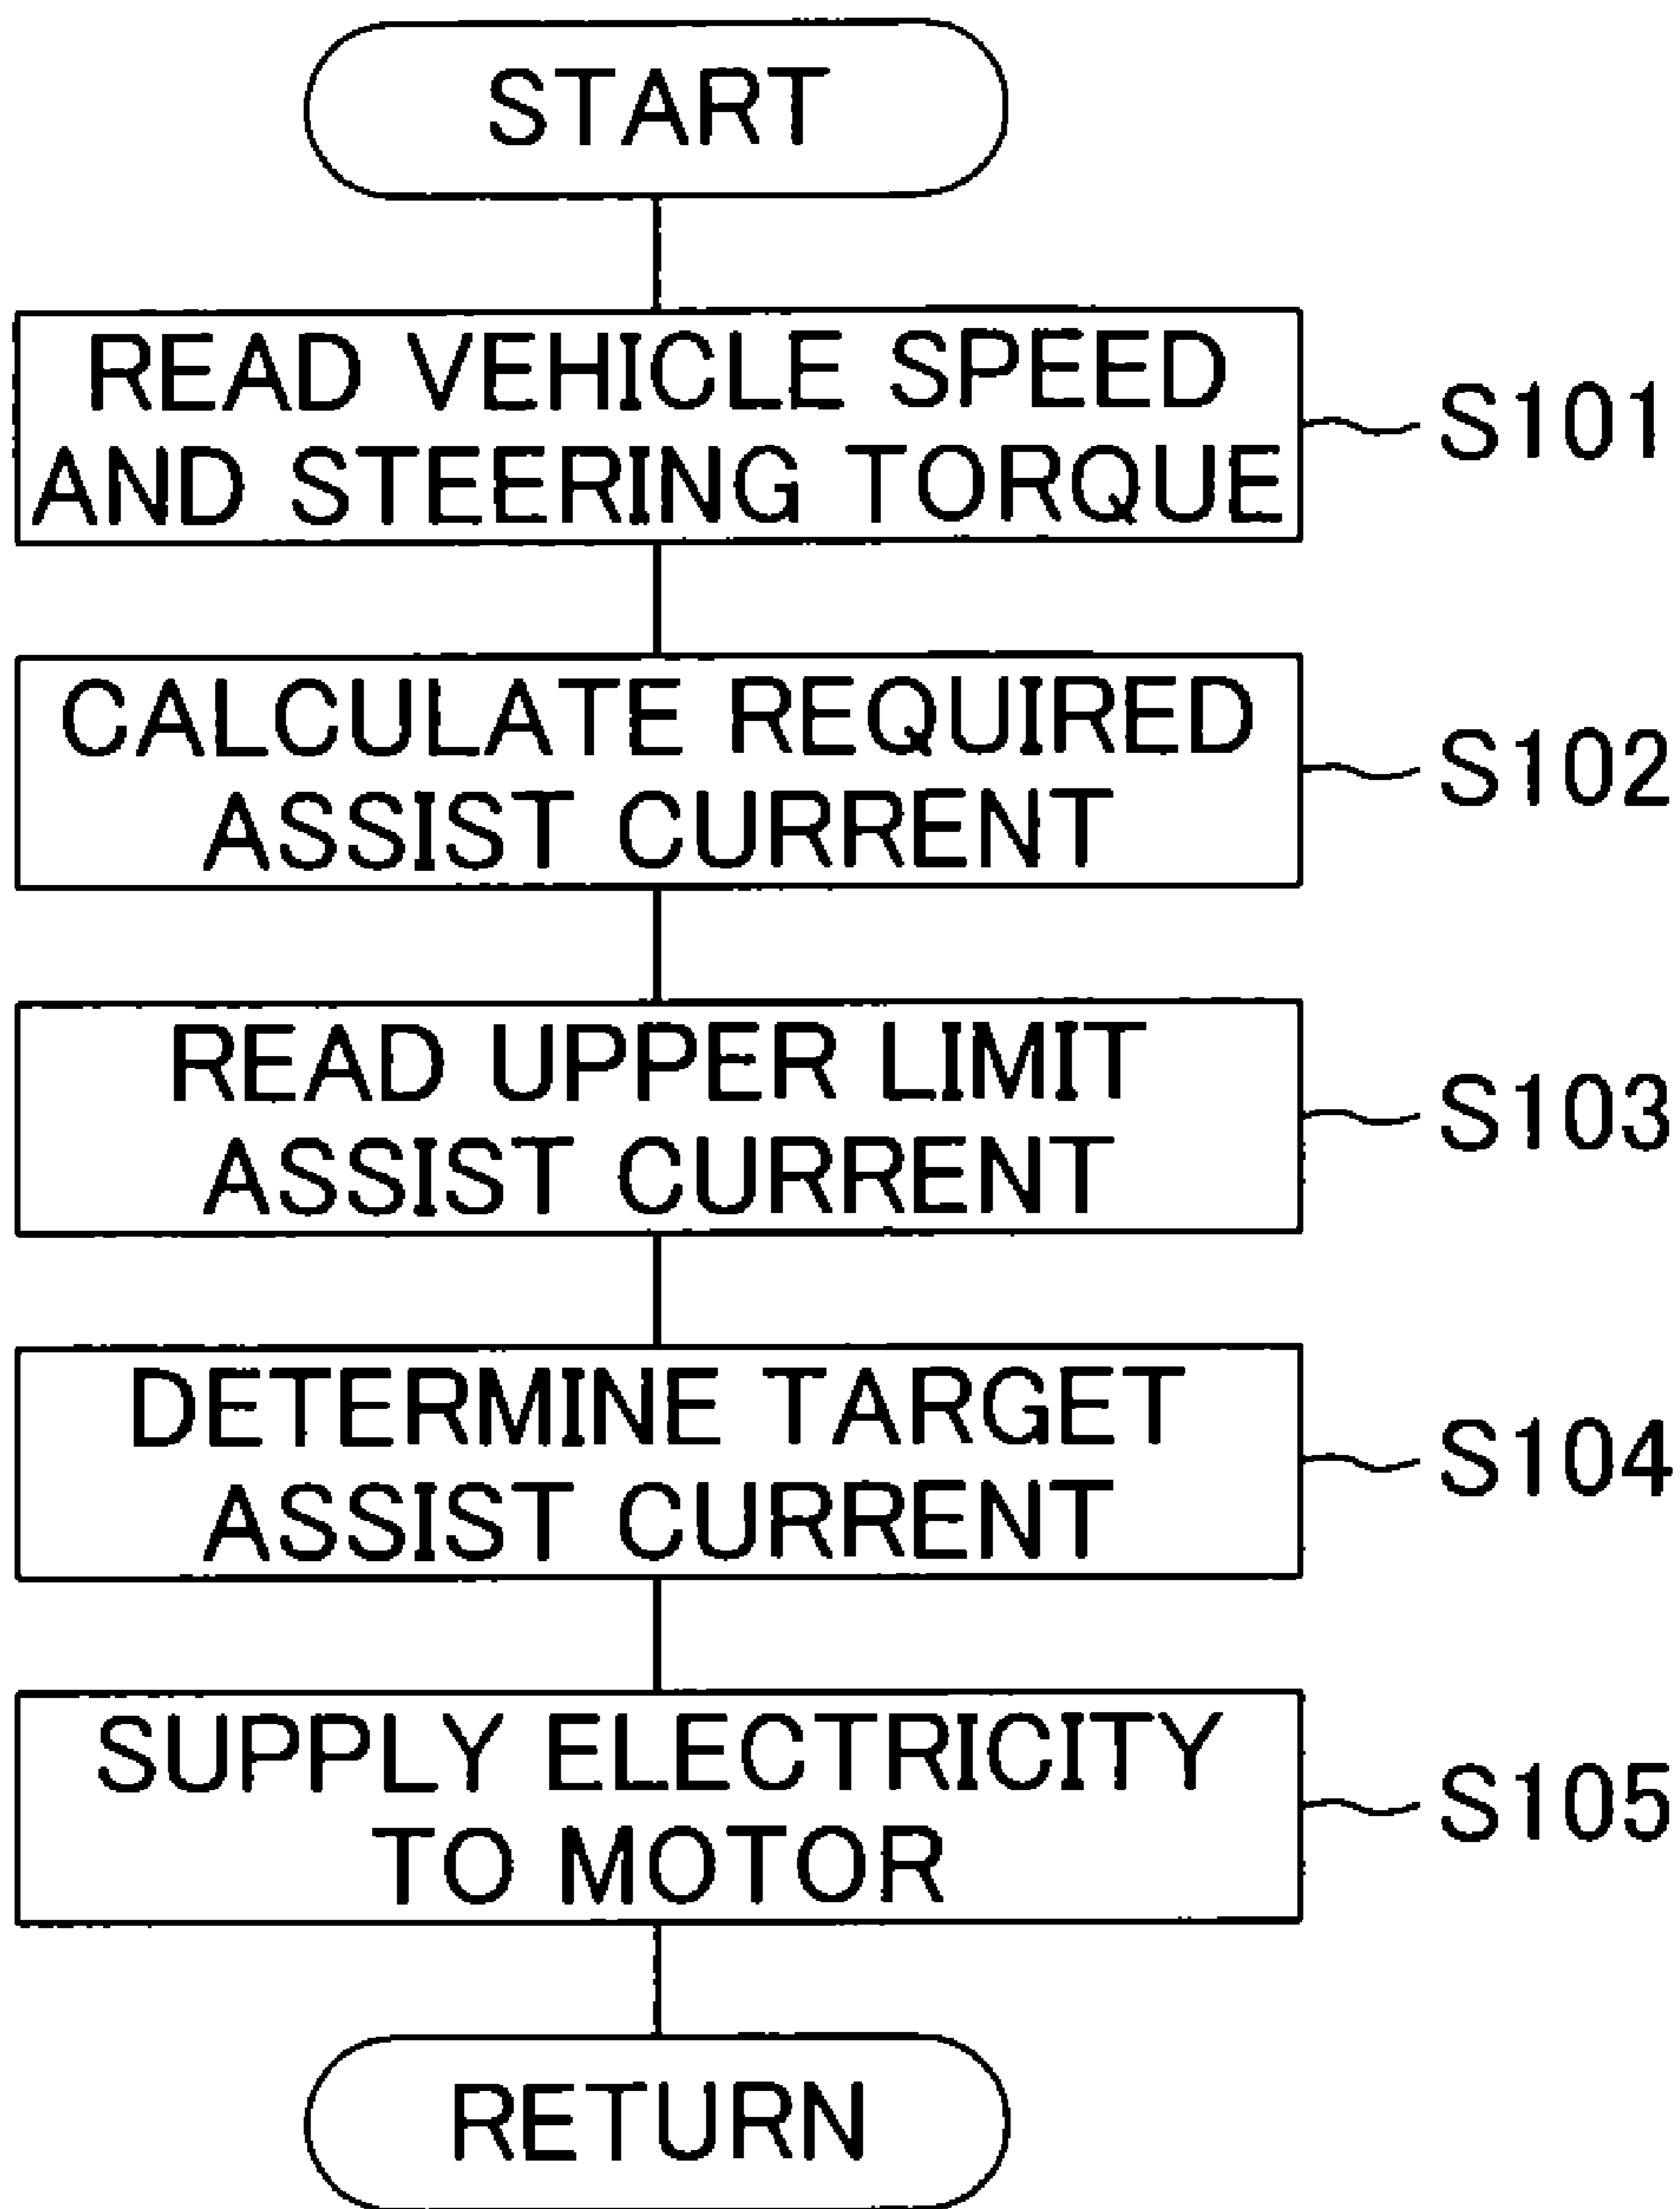 START
READ VEHICLE SPEED
AND STEERING TORQUE
S101
CALCULATE REQUIRED
ASSIST CURRENT
S102
READ UPPER LIMIT
ASSIST CURRENT
S103
DETERMINE TARGET
ASSIST CURRENT
S104
SUPPLY ELECTRICITY
TO MOTOR
S105
RETURN